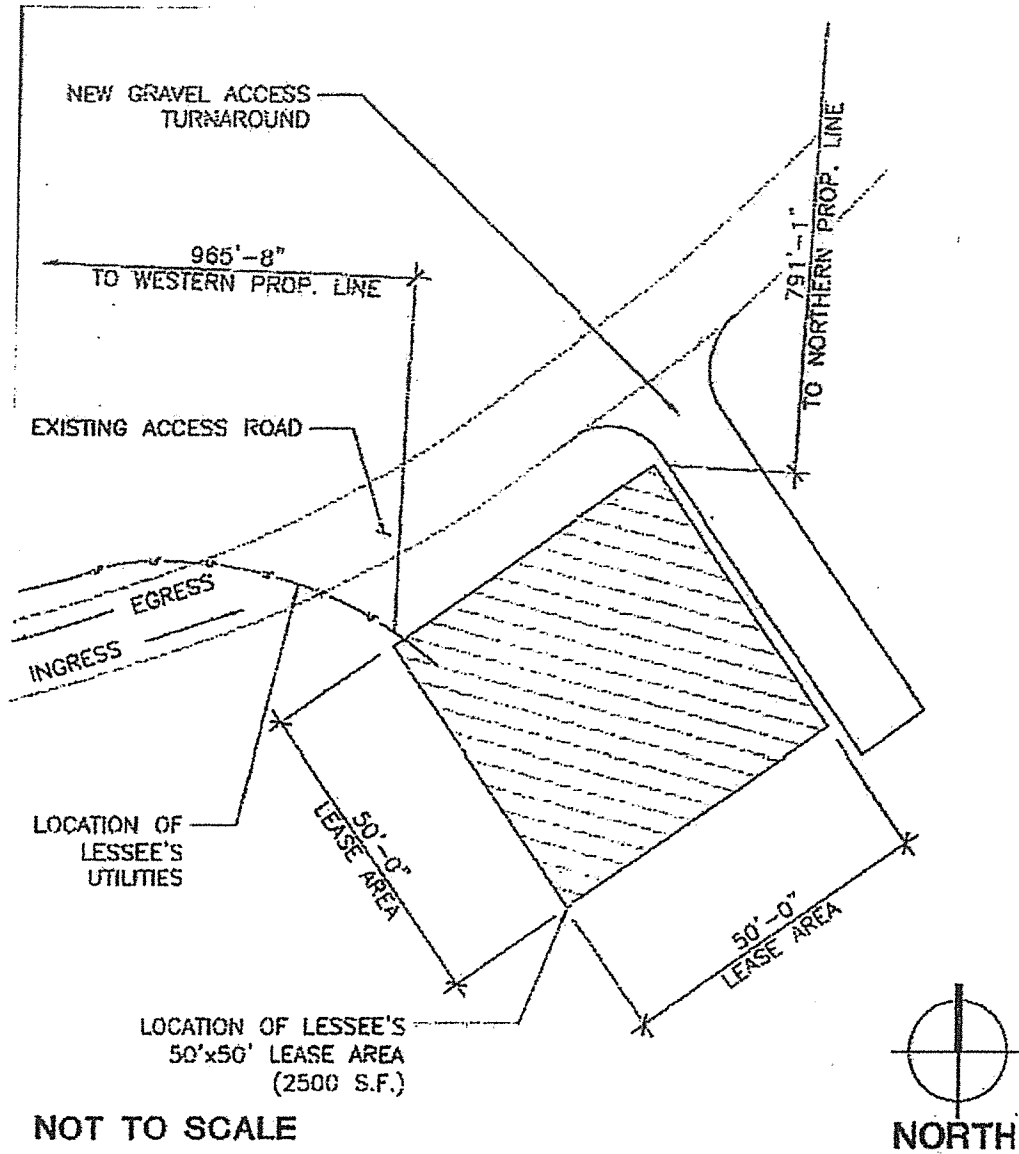 NEW GRAVEL ACCESS
TURNAROUND
965'-8"
TO WESTERN PROP. LINE
791'-1"
TO NORTHERN PROP. LINE
EXISTING ACCESS ROAD
EGRESS
INGRESS
LOCATION OF
LESSEE'S
UTILITIES
50'-0"
LEASE AREA
50'-0"
LEASE AREA
LOCATION OF LESSEE'S
50'x50' LEASE AREA
(2500 S.F.)
NOT TO SCALE
NORTH